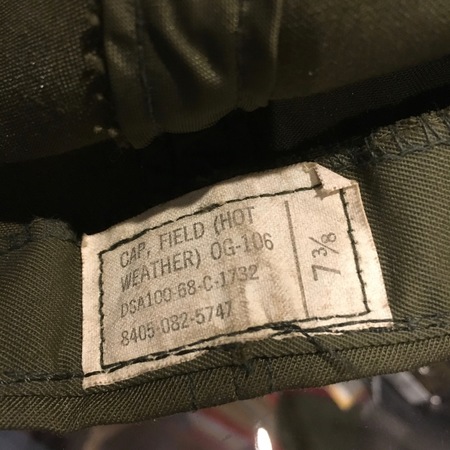 CAP, FIELD (HOT
WEATHER) OG-106
DSA100-68-C-1732
8405-082-5747
7 3/8